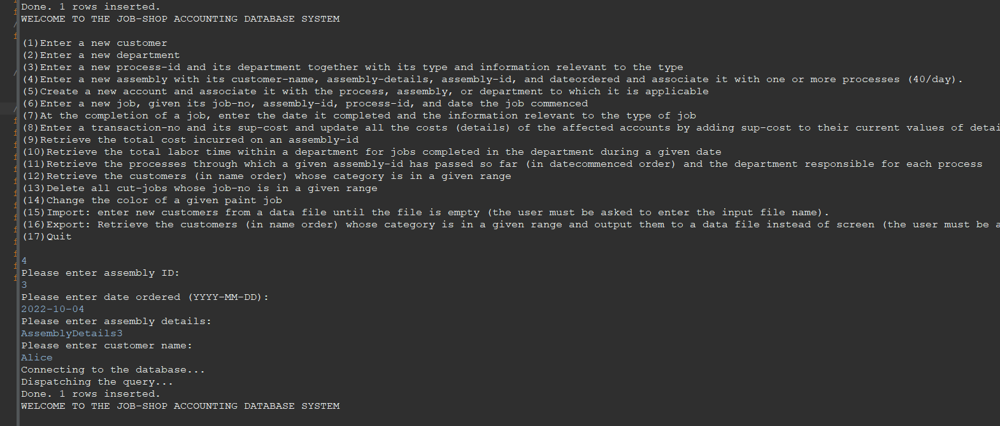 Done. 1 rows inserted.
WELCOME TO THE JOB-SHOP ACCOUNTING DATABASE SYSTEM
(1)Enter a new customer
(2)Enter a new department
(3)Enter a new process-id and its department together with its type and information relevant to the type
(4)Enter a new assembly with its customer-name, assembly-details, assembly-id, and dateordered and associate it with one or more processes (40/day).
(5)Create a new account and associate it with the process, assembly, or department to which it is applicable
(6)Enter a new job, given its job-no, assembly-id, process-id, and date the job commenced
(7)At the completion of a job, enter the date it completed and the information relevant to the type of job
(8)Enter a transaction-no and its sup-cost and update all the costs (details) of the affected accounts by adding sup-cost to their current values of detai
(9)Retrieve the total cost incurred on an assembly-id
(10)Retrieve the total labor time within a department for jobs completed in the department during a given date
(11)Retrieve the processes through which a given assembly-id has passed so far (in datecommenced order) and the department responsible for each process
(12)Retrieve the customers (in name order) whose category is in a given range
(13)Delete all cut-jobs whose job-no is in a given range
(14)Change the color of a given paint job
(15)Import: enter new customers from a data file until the file is empty (the user must be asked to enter the input file name).
(16)Export: Retrieve the customers (in name order) whose category is in a given range and output them to a data file instead of screen (the user must be a
(17)Quit
4
Please enter assembly ID:
3
Please enter date ordered (YYYY-MM-DD):
2022-10-04
Please enter assembly details:
AssemblyDetails3
Please enter customer name:
Alice
Connecting to the database...
Dispatching the query...
Done. 1 rows inserted.
WELCOME TO THE JOB-SHOP ACCOUNTING DATABASE SYSTEM